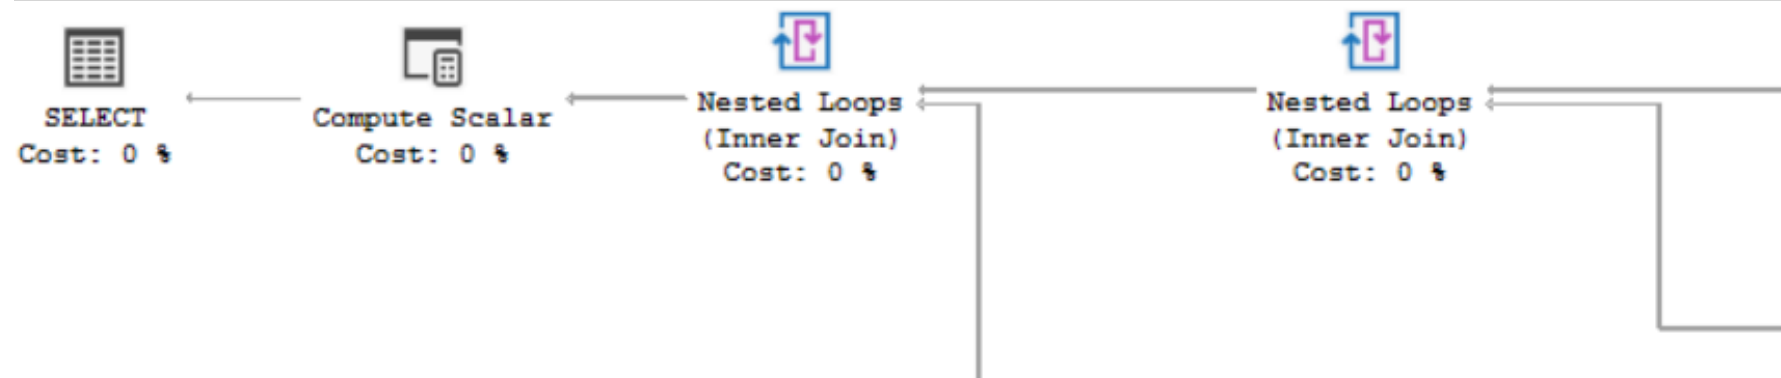 SELECT
Cost: 0 %
Compute Scalar
Cost: 0 %
Nested Loops
(Inner Join)
Cost: 0 %
Nested Loops
(Inner Join)
Cost: 0 %